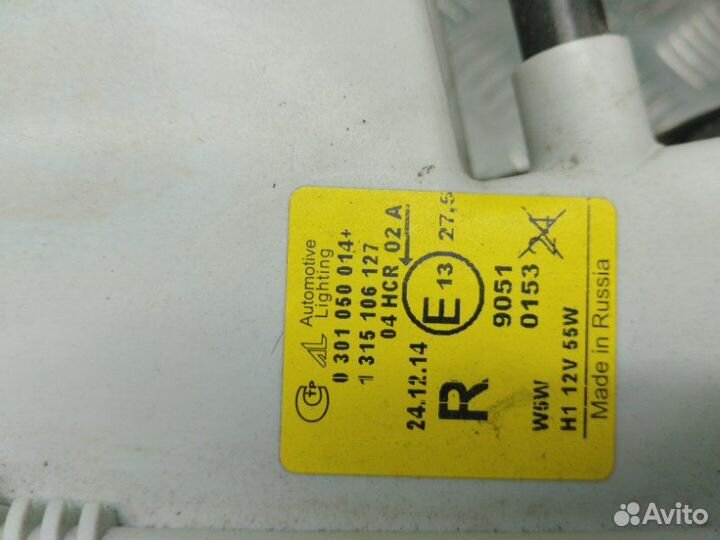 Automotive
Lighting
0 301 050 014+
1 315 106 127
04 HCR 02 A
24.12.14
E 13
27,5
R
9051
0153
24
W5W
H1 12V 55W
Made in Russia
Avito